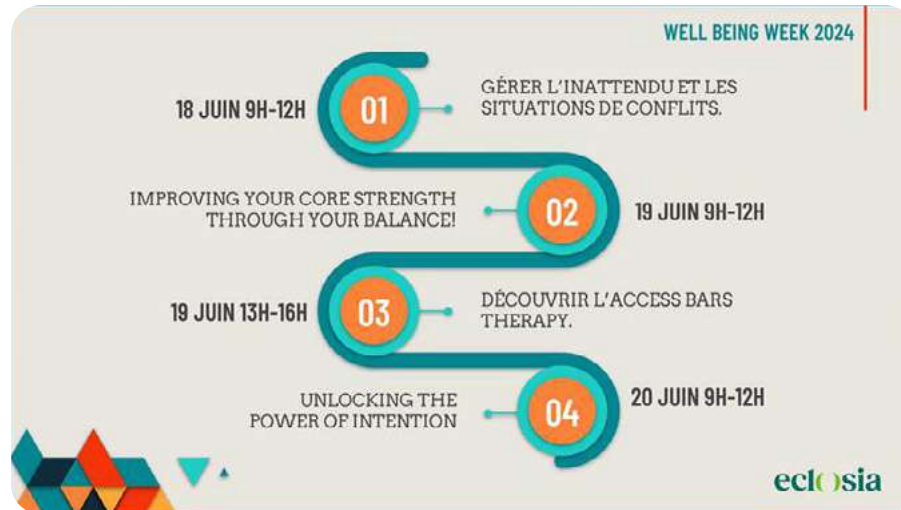 WELL BEING WEEK 2024
18 JUIN 9H-12H
01
GÉRER L'INATTENDU ET LES
SITUATIONS DE CONFLITS.
IMPROVING YOUR CORE STRENGTH
THROUGH YOUR BALANCE!
02
19 JUIN 9H-12H
19 JUIN 13H-16H
03
DÉCOUVRIR L'ACCESS BARS
THERAPY.
UNLOCKING THE
POWER OF INTENTION
04
20 JUIN 9H-12H
eclosia